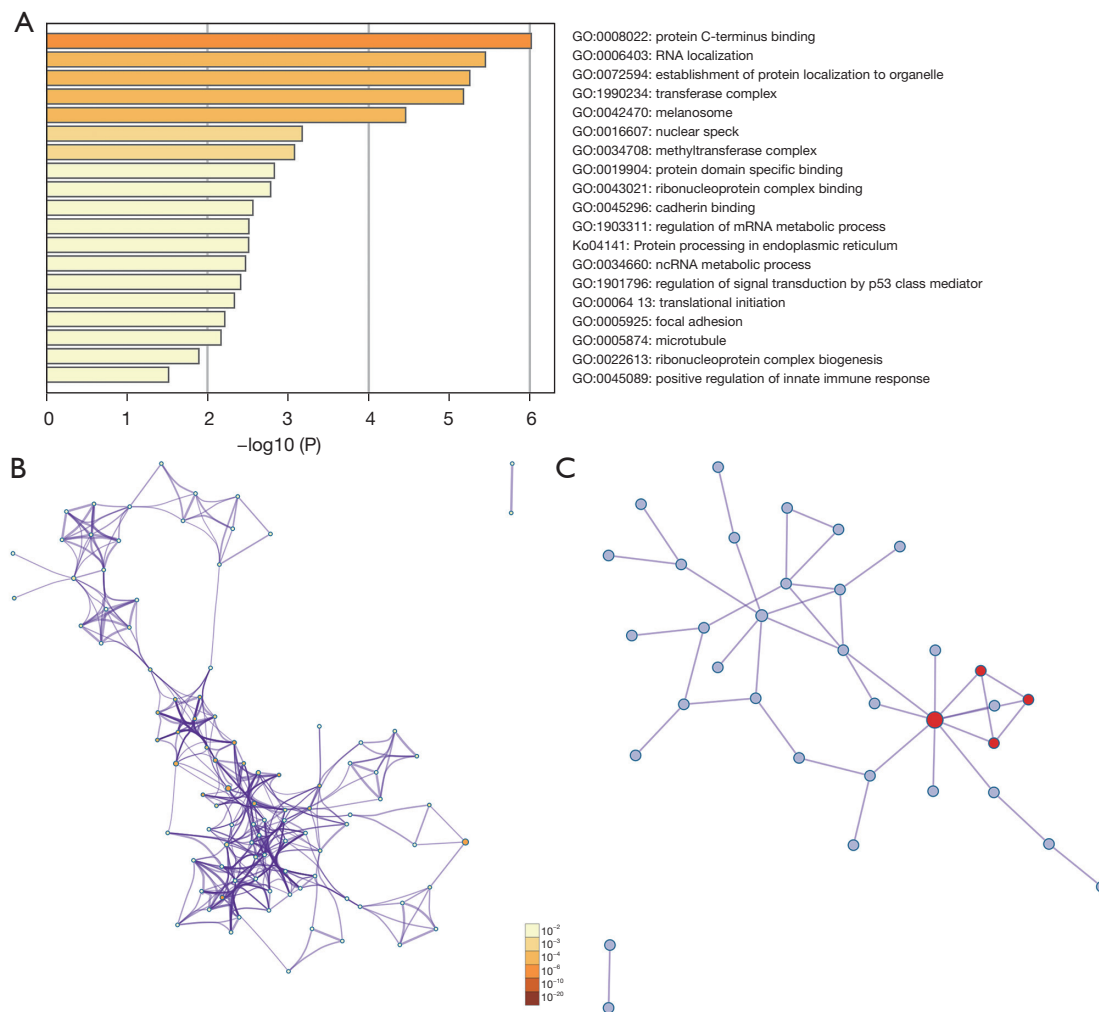 A
GO:0008022: protein C-terminus binding
GO:0006403: RNA localization
GO:0072594: establishment of protein localization to organelle
GO:1990234: transferase complex
GO:0042470: melanosome
GO:0016607: nuclear speck
GO:0034708: methyltransferase complex
GO:0019904: protein domain specific binding
GO:0043021: ribonucleoprotein complex binding
GO:0045296: cadherin binding
GO:1903311: regulation of mRNA metabolic process
Ko04141: Protein processing in endoplasmic reticulum
GO:0034660: ncRNA metabolic process
GO:1901796: regulation of signal transduction by p53 class mediator
GO:00064 13: translational initiation
GO:0005925: focal adhesion
GO:0005874: microtubule
GO:0022613: ribonucleoprotein complex biogenesis
GO:0045089: positive regulation of innate immune response
0 1 2 3 4 5 6
−log10 (P)
B
C
10⁻²
10⁻³
10⁻⁴
10⁻⁶
10⁻¹⁰
10⁻²⁰